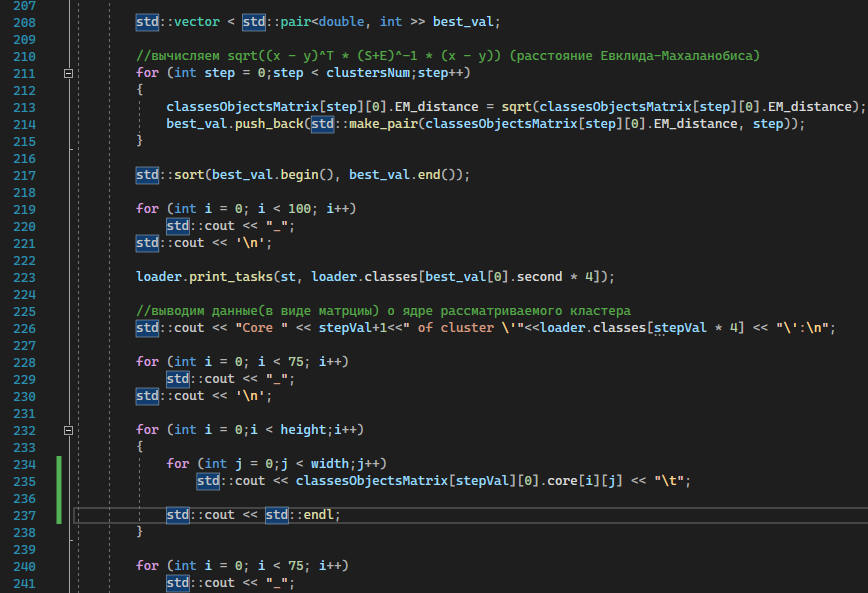 207
208 std::vector < std::pair<double, int >> best_val;
209
210 //вычисляем sqrt((x - y)^T * (S+E)^-1 * (x - y)) (расстояние Евклида-Махаланобиса)
211 for (int step = 0;step < clustersNum;step++)
212 {
213 classesObjectsMatrix[step][0].EM_distance = sqrt(classesObjectsMatrix[step][0].EM_distance);
214 best_val.push_back(std::make_pair(classesObjectsMatrix[step][0].EM_distance, step));
215 }
216
217 std::sort(best_val.begin(), best_val.end());
218
219 for (int i = 0; i < 100; i++)
220 std::cout << "_";
221 std::cout << '\n';
222
223 loader.print_tasks(st, loader.classes[best_val[0].second * 4]);
224
225 //выводим данные(в виде матрциы) о ядре рассматриваемого кластера
226 std::cout << "Core " << stepVal+1<<" of cluster \'"<<loader.classes[stepVal * 4] << "\':\n";
227
228 for (int i = 0; i < 75; i++)
229 std::cout << "_";
230 std::cout << '\n';
231
232 for (int i = 0;i < height;i++)
233 {
234 for (int j = 0;j < width;j++)
235 std::cout << classesObjectsMatrix[stepVal][0].core[i][j] << "\t";
236
237 std::cout << std::endl;
238 }
239
240 for (int i = 0; i < 75; i++)
241 std::cout << "_";